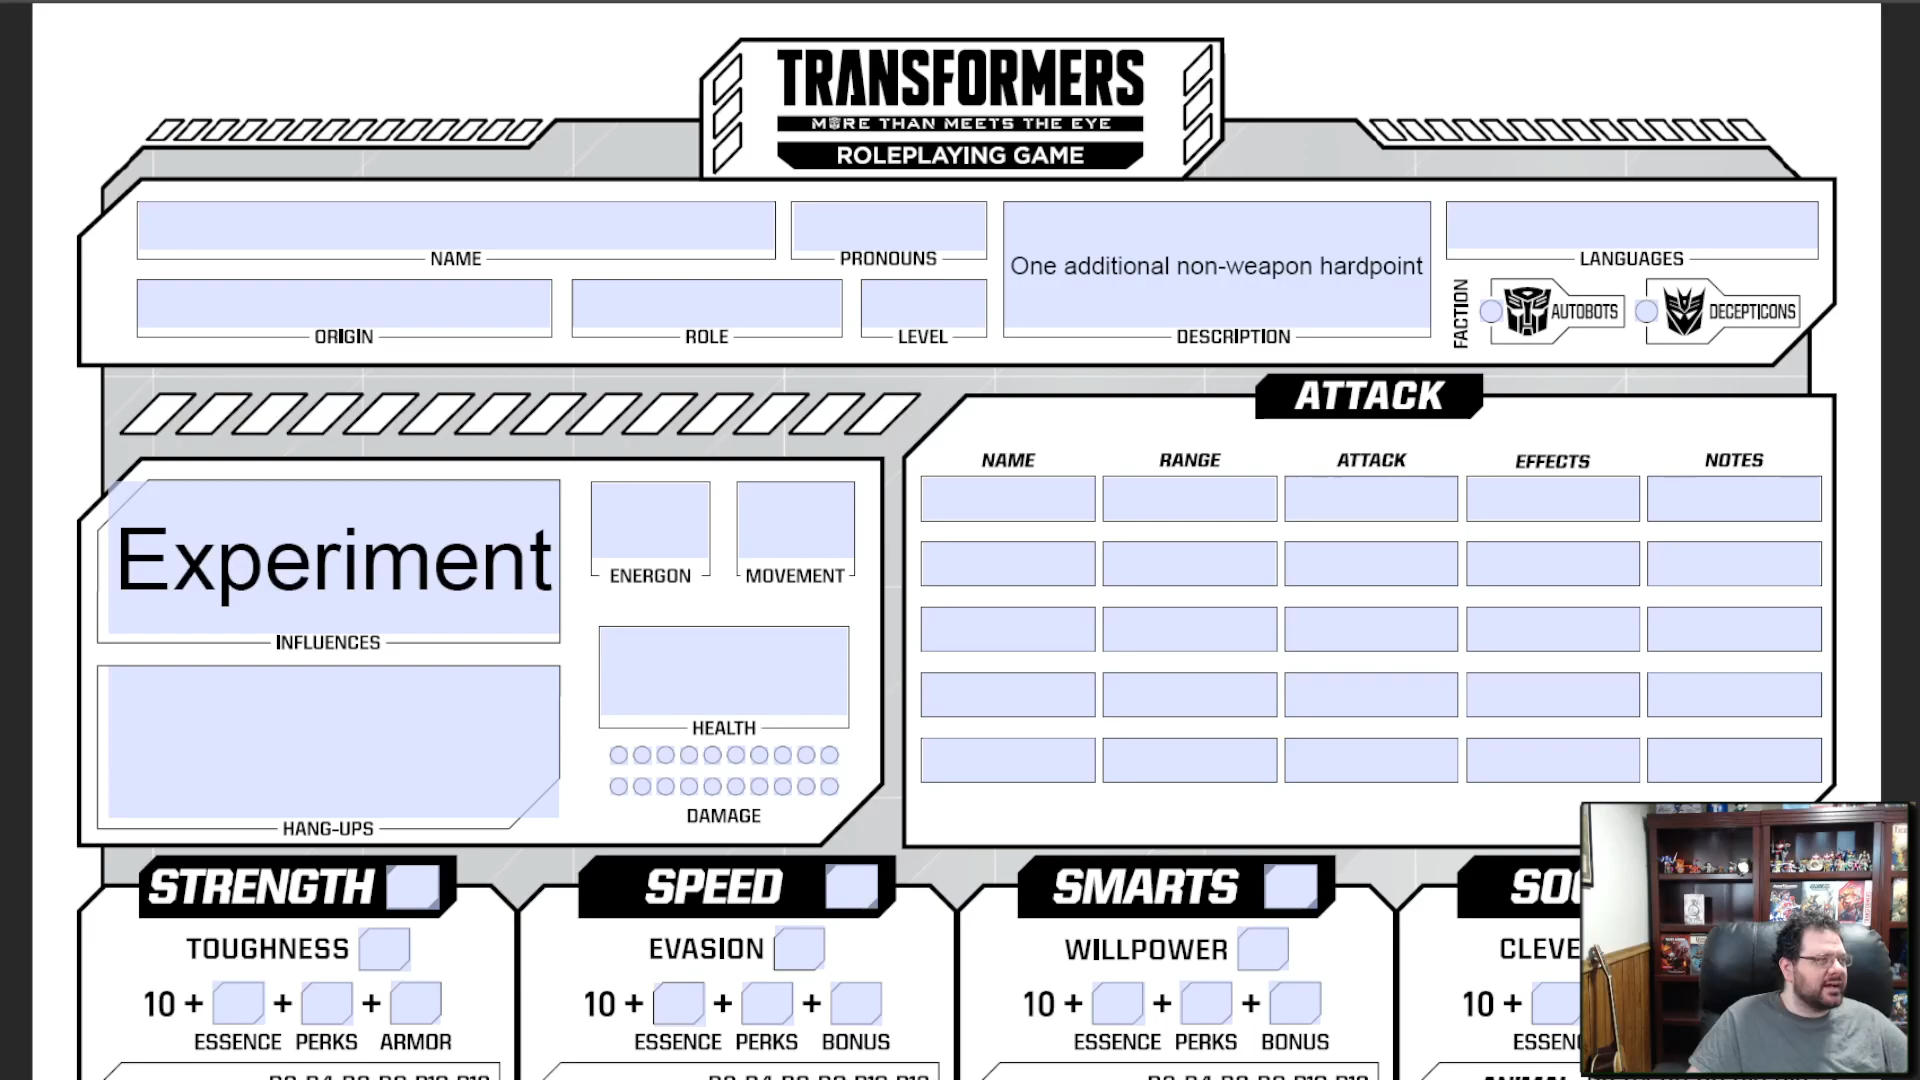 TRANSFORMERS
MORE THAN MEETS THE EYE
ROLEPLAYING GAME
NAME
PRONOUNS
One additional non-weapon hardpoint
DESCRIPTION
LANGUAGES
ORIGIN
ROLE
LEVEL
FACTION
AUTOBOTS
DECEPTICONS
ATTACK
NAME RANGE ATTACK EFFECTS NOTES
Experiment
INFLUENCES
ENERGON
MOVEMENT
HEALTH
DAMAGE
HANG-UPS
STRENGTH
TOUGHNESS
10 + + +
ESSENCE PERKS ARMOR
SPEED
EVASION
10 + + +
ESSENCE PERKS BONUS
SMARTS
WILLPOWER
10 + + +
ESSENCE PERKS BONUS
10 +